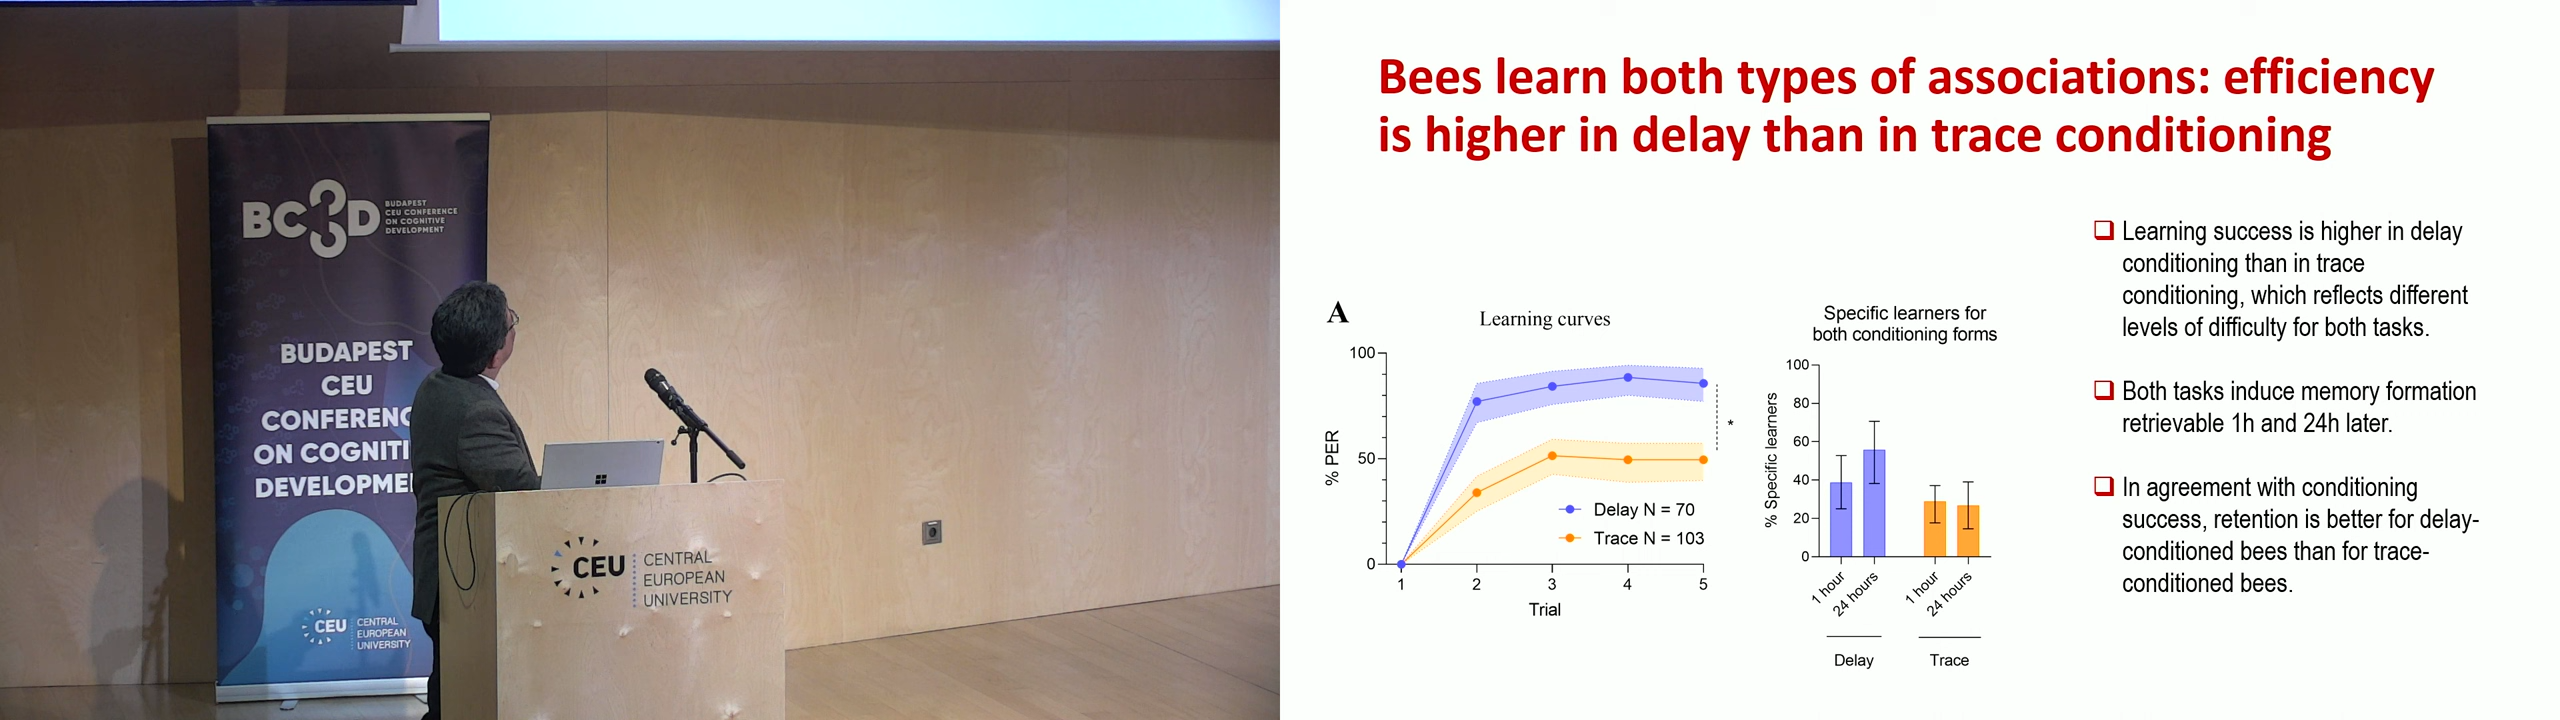 BC3D
BUDAPEST
CEU CONFERENCE
ON COGNITIVE
DEVELOPMENT
BUDAPEST
CEU
CONFERENC
ON COGNITI
DEVELOPME
CEU
CENTRAL
EUROPEAN
UNIVERSITY
CEU
CENTRAL
EUROPEAN
UNIVERSITY
Bees learn both types of associations: efficiency
is higher in delay than in trace conditioning
A
Learning curves
% PER
100
50
0
1 2 3 4 5
Trial
Delay N = 70
Trace N = 103
*
Specific learners for
both conditioning forms
% Specific learners
100
80
60
40
20
0
1 hour
24 hours
1 hour
24 hours
Delay
Trace
Learning success is higher in delay
conditioning than in trace
conditioning, which reflects different
levels of difficulty for both tasks.
Both tasks induce memory formation
retrievable 1h and 24h later.
In agreement with conditioning
success, retention is better for delay-
conditioned bees than for trace-
conditioned bees.